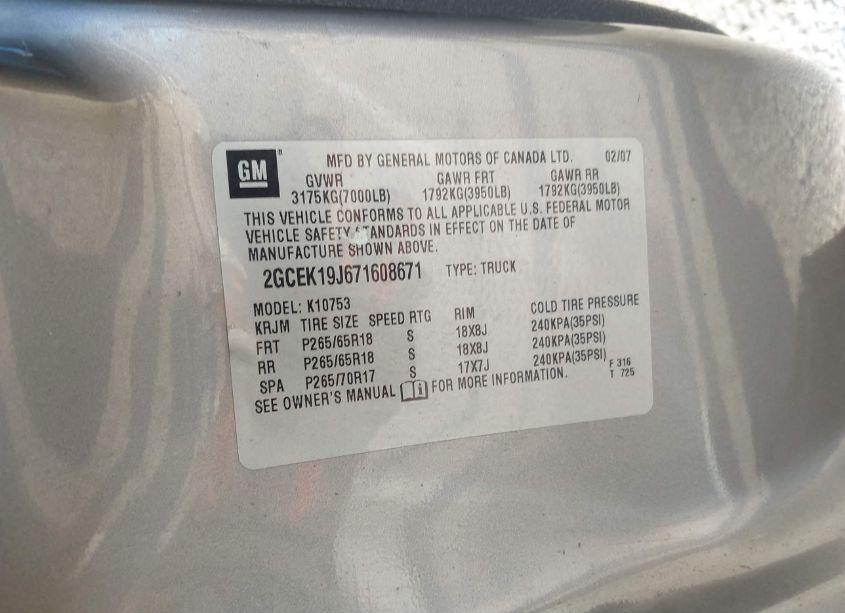 GM ® MFD BY GENERAL MOTORS OF CANADA LTD. 02/07
GVWR GAWR FRT GAWR RR
3175KG(7000LB) 1792KG(3950LB) 1792KG(3950LB)
THIS VEHICLE CONFORMS TO ALL APPLICABLE U.S. FEDERAL MOTOR
VEHICLE SAFETY STANDARDS IN EFFECT ON THE DATE OF
MANUFACTURE SHOWN ABOVE.
2GCEK19J671608671 TYPE: TRUCK
MODEL: K10753
KRJM TIRE SIZE SPEED RTG RIM COLD TIRE PRESSURE
FRT P265/65R18 S 18X8J 240KPA(35PSI)
RR P265/65R18 S 18X8J 240KPA(35PSI)
SPA P265/70R17 S 17X7J 240KPA(35PSI)
SEE OWNER'S MANUAL i FOR MORE INFORMATION. F 316
T 725